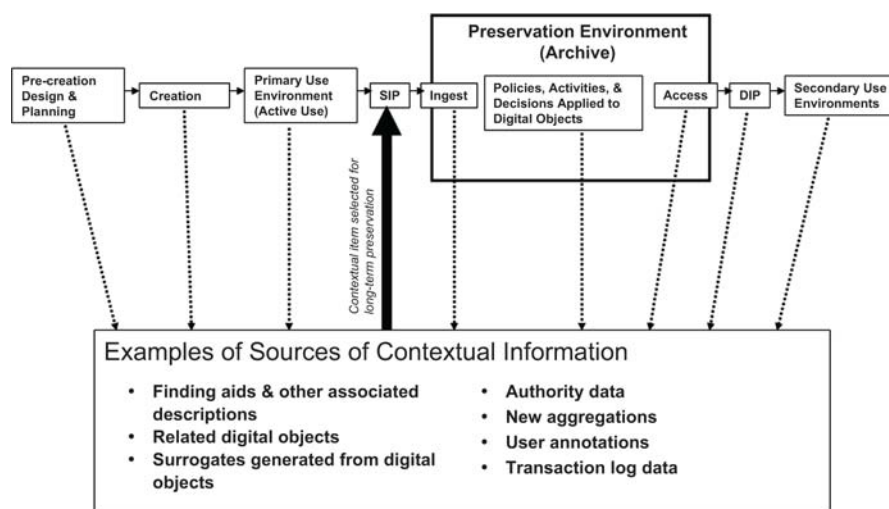 Preservation Environment
(Archive)
Pre-creation
Design &
Planning
Creation
Primary Use
Environment
(Active Use)
SIP
Ingest
Policies, Activities, &
Decisions Applied to
Digital Objects
Access
DIP
Secondary Use
Environments
Contextual item selected for
long-term preservation
Examples of Sources of Contextual Information
• Finding aids & other associated
descriptions
• Related digital objects
• Surrogates generated from digital
objects
• Authority data
• New aggregations
• User annotations
• Transaction log data